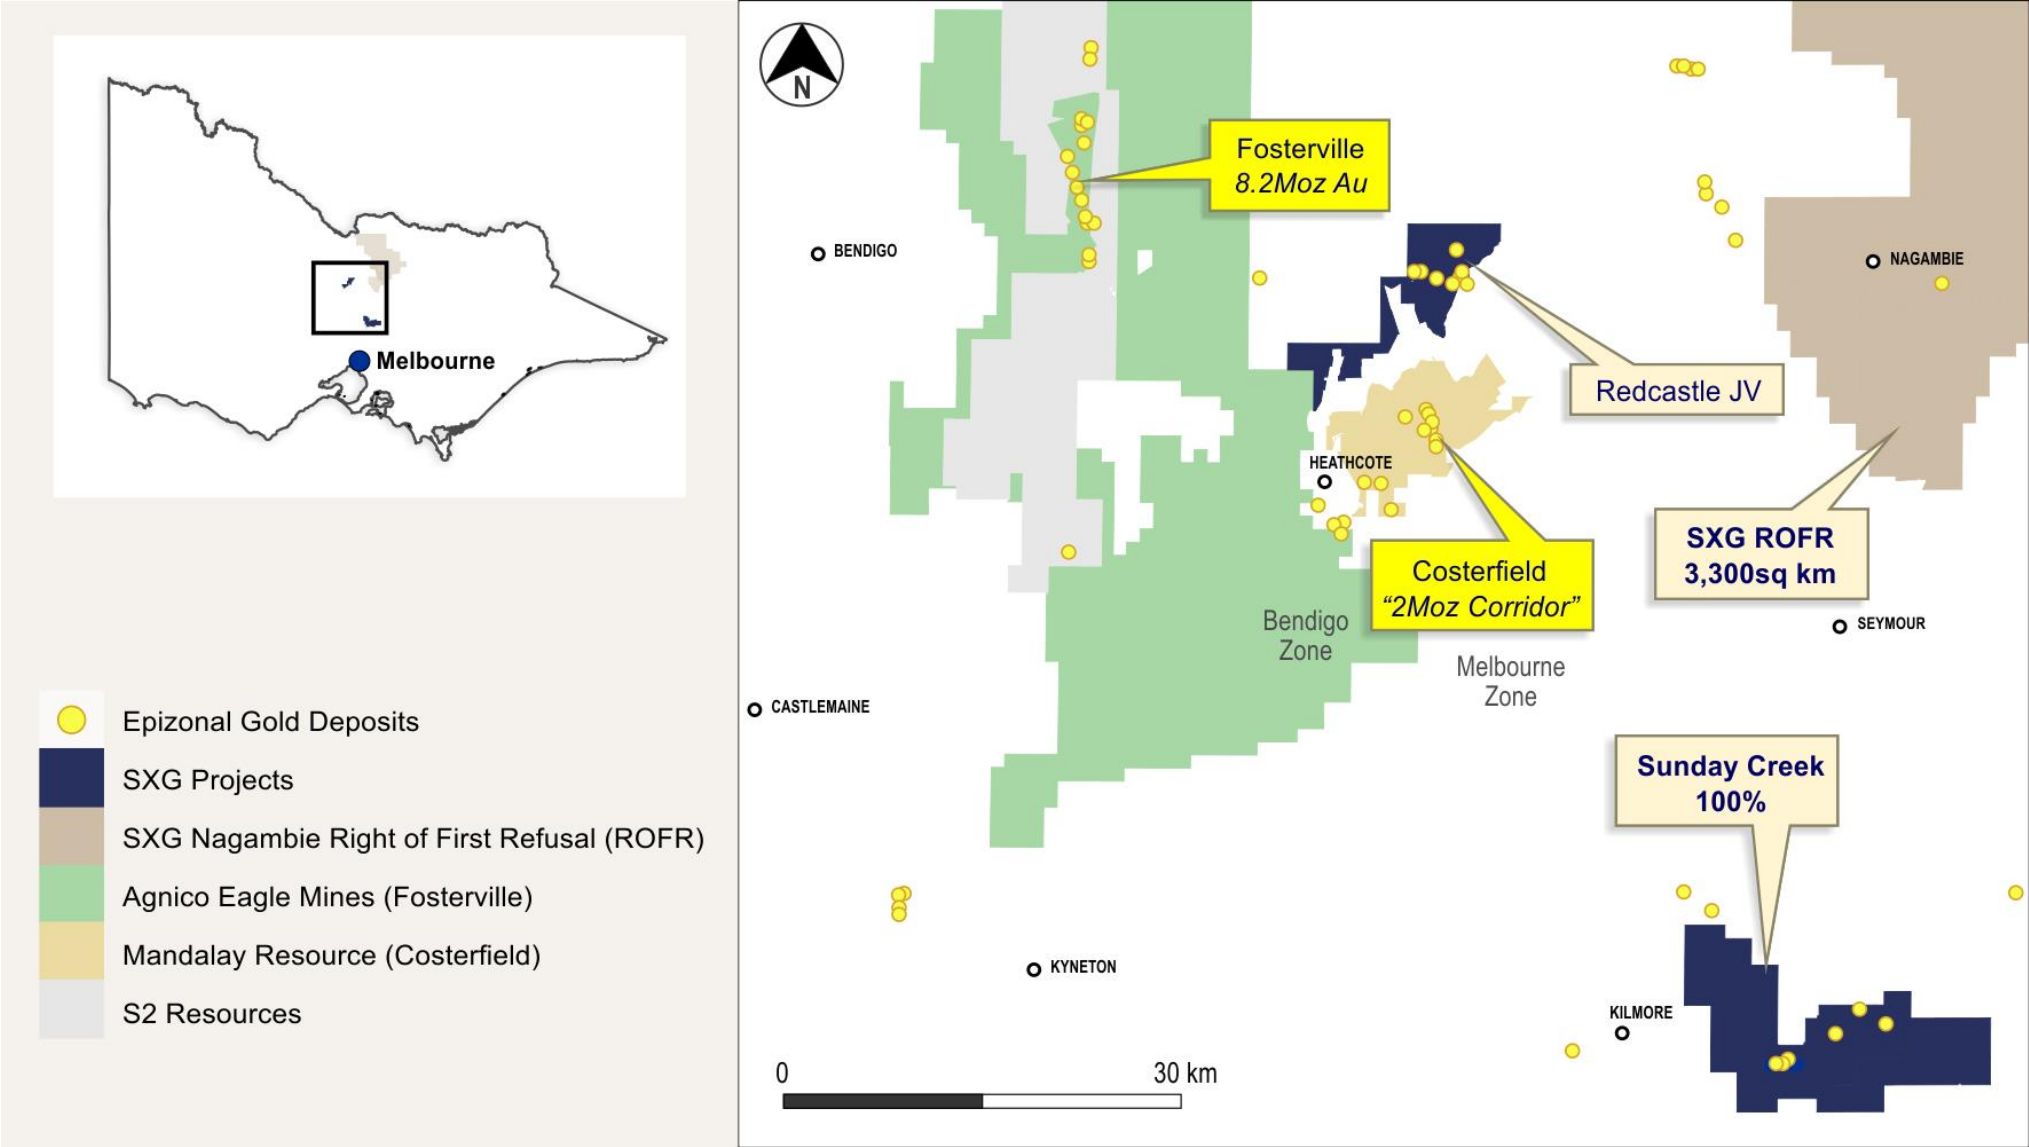 Melbourne
Epizonal Gold Deposits
SXG Projects
SXG Nagambie Right of First Refusal (ROFR)
Agnico Eagle Mines (Fosterville)
Mandalay Resource (Costerfield)
S2 Resources
N
Fosterville
8.2Moz Au
BENDIGO
NAGAMBIE
Redcastle JV
HEATHCOTE
SXG ROFR
3,300sq km
Costerfield
“2Moz Corridor”
Bendigo
Zone
SEYMOUR
Melbourne
Zone
CASTLEMAINE
Sunday Creek
100%
KYNETON
KILMORE
0
30 km